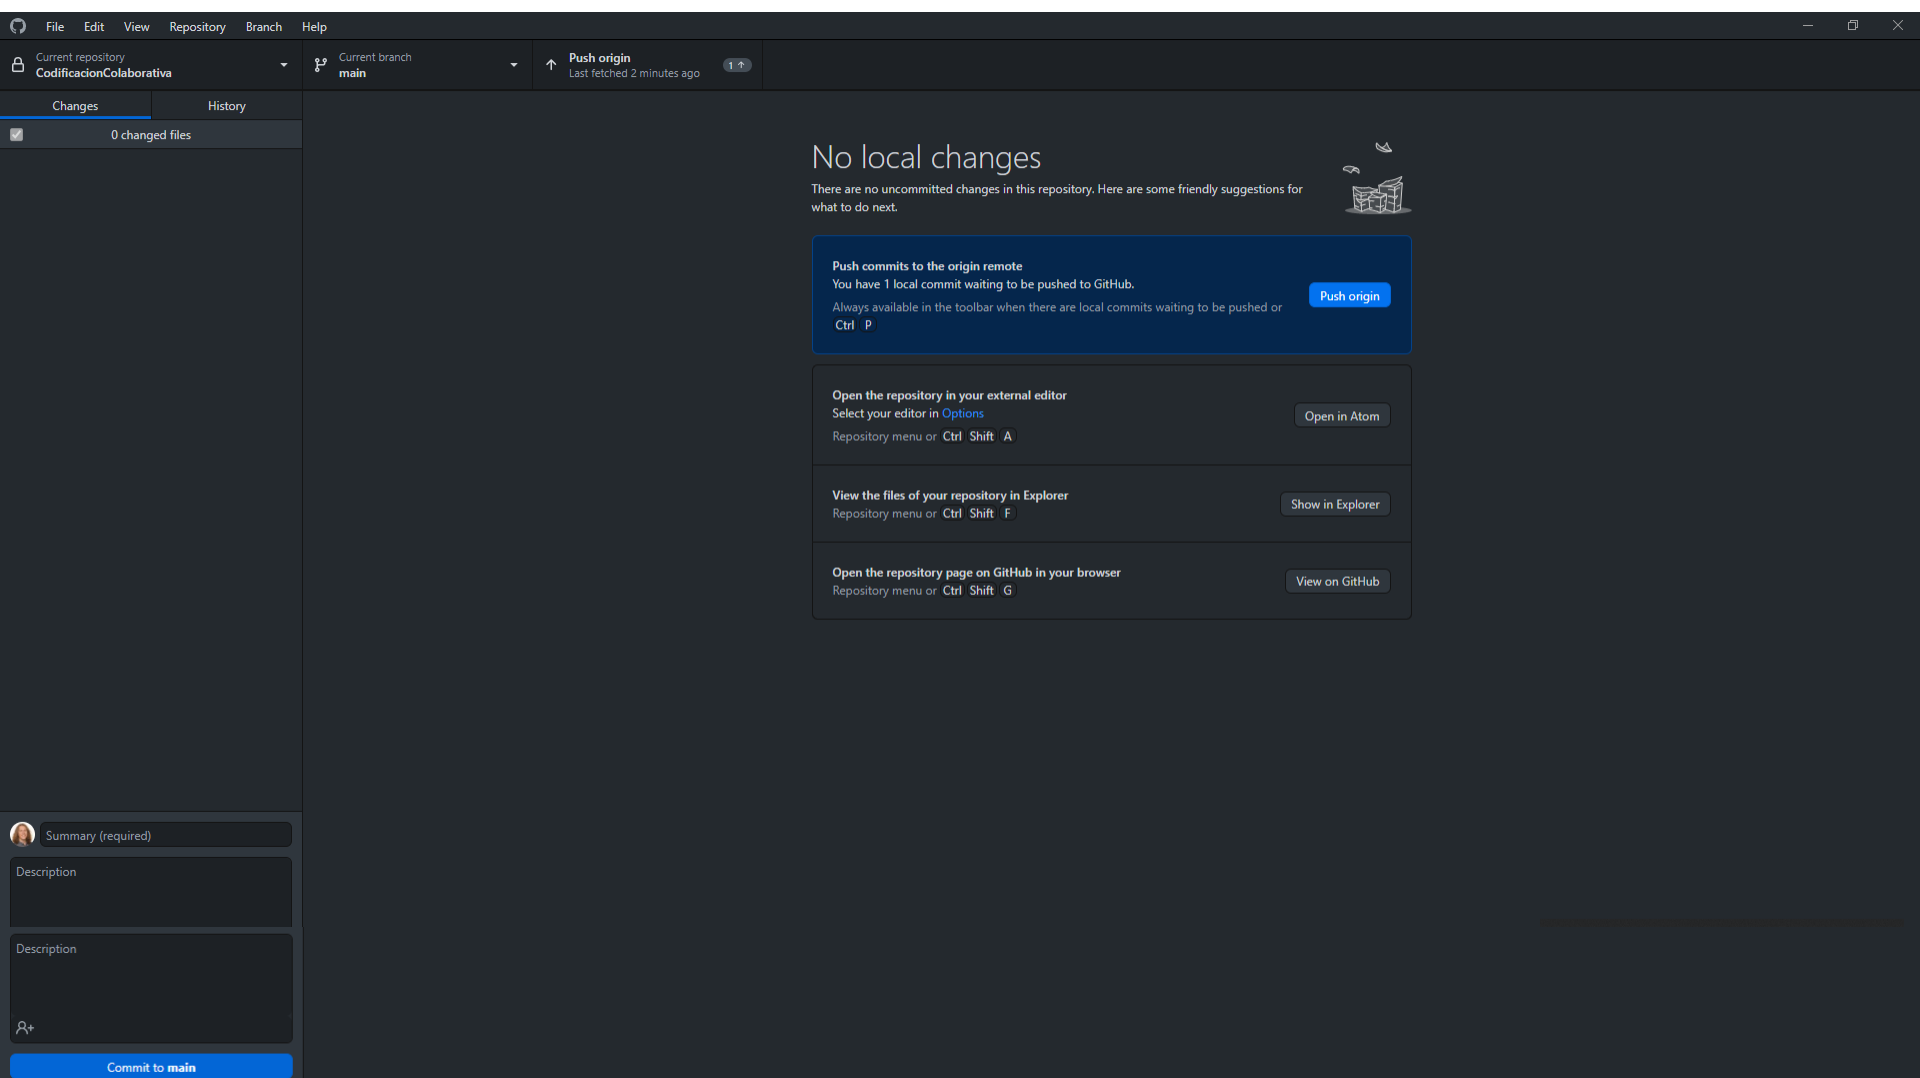 File Edit View Repository Branch Help
Current repository
CodificacionColaborativa
Current branch
main
Push origin
Last fetched 2 minutes ago
1
Changes
History
0 changed files
No local changes
There are no uncommitted changes in this repository. Here are some friendly suggestions for
what to do next.
Push commits to the origin remote
You have 1 local commit waiting to be pushed to GitHub.
Always available in the toolbar when there are local commits waiting to be pushed or
Ctrl P
Push origin
Open the repository in your external editor
Select your editor in Options
Repository menu or Ctrl Shift A
Open in Atom
View the files of your repository in Explorer
Repository menu or Ctrl Shift F
Show in Explorer
Open the repository page on GitHub in your browser
Repository menu or Ctrl Shift G
View on GitHub
Summary (required)
Description
Description
Commit to main